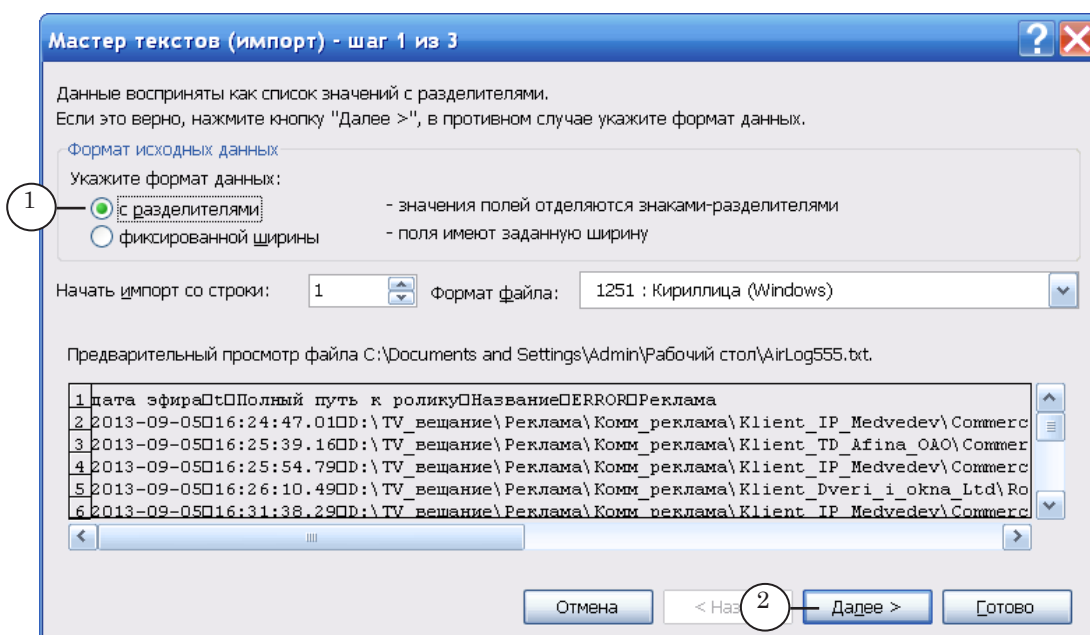 Мастер текстов (импорт) - шаг 1 из 3
Данные восприняты как список значений с разделителями.
Если это верно, нажмите кнопку "Далее >", в противном случае укажите формат данных.
Формат исходных данных
Укажите формат данных:
1
с разделителями - значения полей отделяются знаками-разделителями
фиксированной ширины - поля имеют заданную ширину
Начать импорт со строки: 1 Формат файла: 1251 : Кириллица (Windows)
Предварительный просмотр файла C:\Documents and Settings\Admin\Рабочий стол\AirLog555.txt.
1 дата эфира□t□Полный путь к ролику□Название□ERROR□Реклама
2 2013-09-05□16:24:47.01□D:\TV_вещание\Реклама\Комм_реклама\Klient_IP_Medvedev\Commerc
3 2013-09-05□16:25:39.16□D:\TV_вещание\Реклама\Комм_реклама\Klient_TD_Afina_OAO\Commer
4 2013-09-05□16:25:54.79□D:\TV_вещание\Реклама\Комм_реклама\Klient_IP_Medvedev\Commerc
5 2013-09-05□16:26:10.49□D:\TV_вещание\Реклама\Комм_реклама\Klient_Dveri_i_okna_Ltd\Ro
6 2013-09-05□16:31:38.29□D:\TV_вещание\Реклама\Комм_реклама\Klient_IP_Medvedev\Commerc
Отмена < Наз 2 Далее > Готово